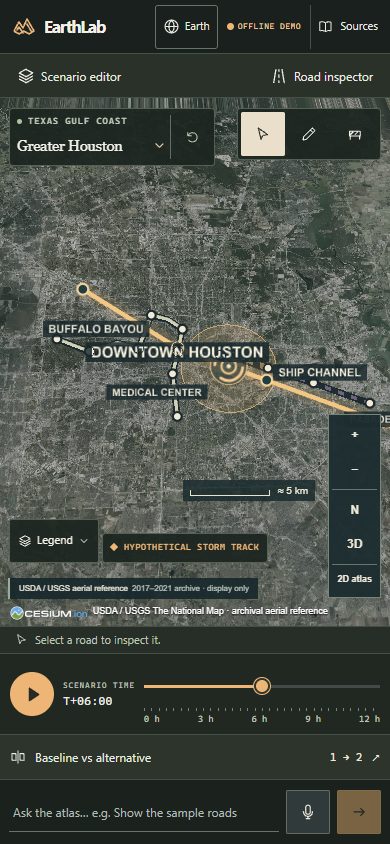 EarthLab
Earth
OFFLINE DEMO
Sources
Scenario editor
Road inspector
TEXAS GULF COAST
Greater Houston
BUFFALO BAYOU
DOWNTOWN HOUSTON
SHIP CHANNEL
MEDICAL CENTER
+
−
N
3D
2D atlas
≈ 5 km
Legend
HYPOTHETICAL STORM TRACK
USDA / USGS aerial reference 2017–2021 archive · display only
CESIUM ion USDA / USGS The National Map · archival aerial reference
Select a road to inspect it.
SCENARIO TIME
T+06:00
0 h 3 h 6 h 9 h 12 h
Baseline vs alternative
1 → 2 ↗
Ask the atlas... e.g. Show the sample roads